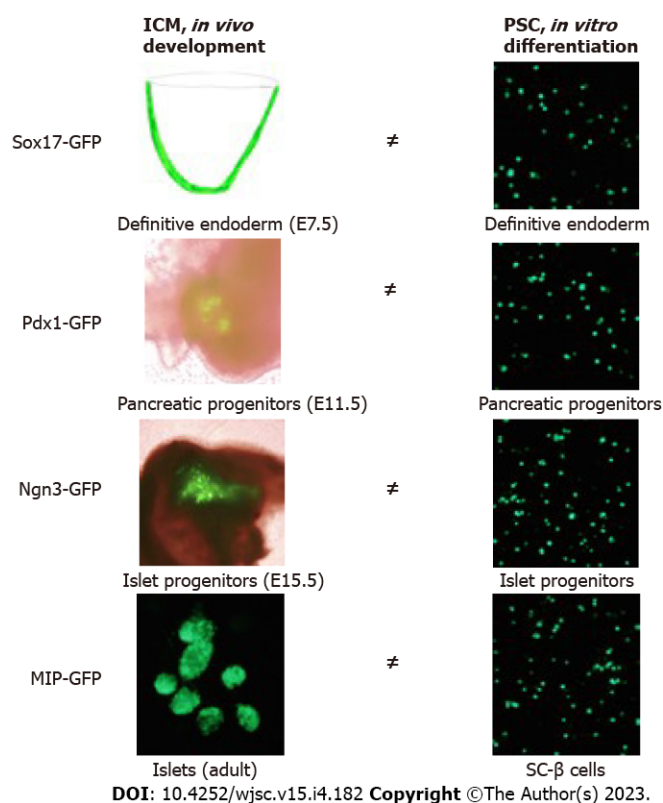 ICM, in vivo
development
PSC, in vitro
differentiation
Sox17-GFP
≠
Definitive endoderm (E7.5)
Definitive endoderm
Pdx1-GFP
≠
Pancreatic progenitors (E11.5)
Pancreatic progenitors
Ngn3-GFP
≠
Islet progenitors (E15.5)
Islet progenitors
MIP-GFP
≠
Islets (adult)
SC-β cells
DOI: 10.4252/wjsc.v15.i4.182 Copyright ©The Author(s) 2023.